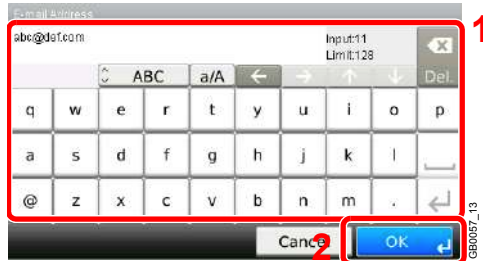 E-mail Address
1
abc@def.com
Input:11
Limit:128
Del.
ABC
a/A
q w e r t y u i o p
a s d f g h j k l
@ z x c v b n m .
Cancel
2
OK
GB0057_13